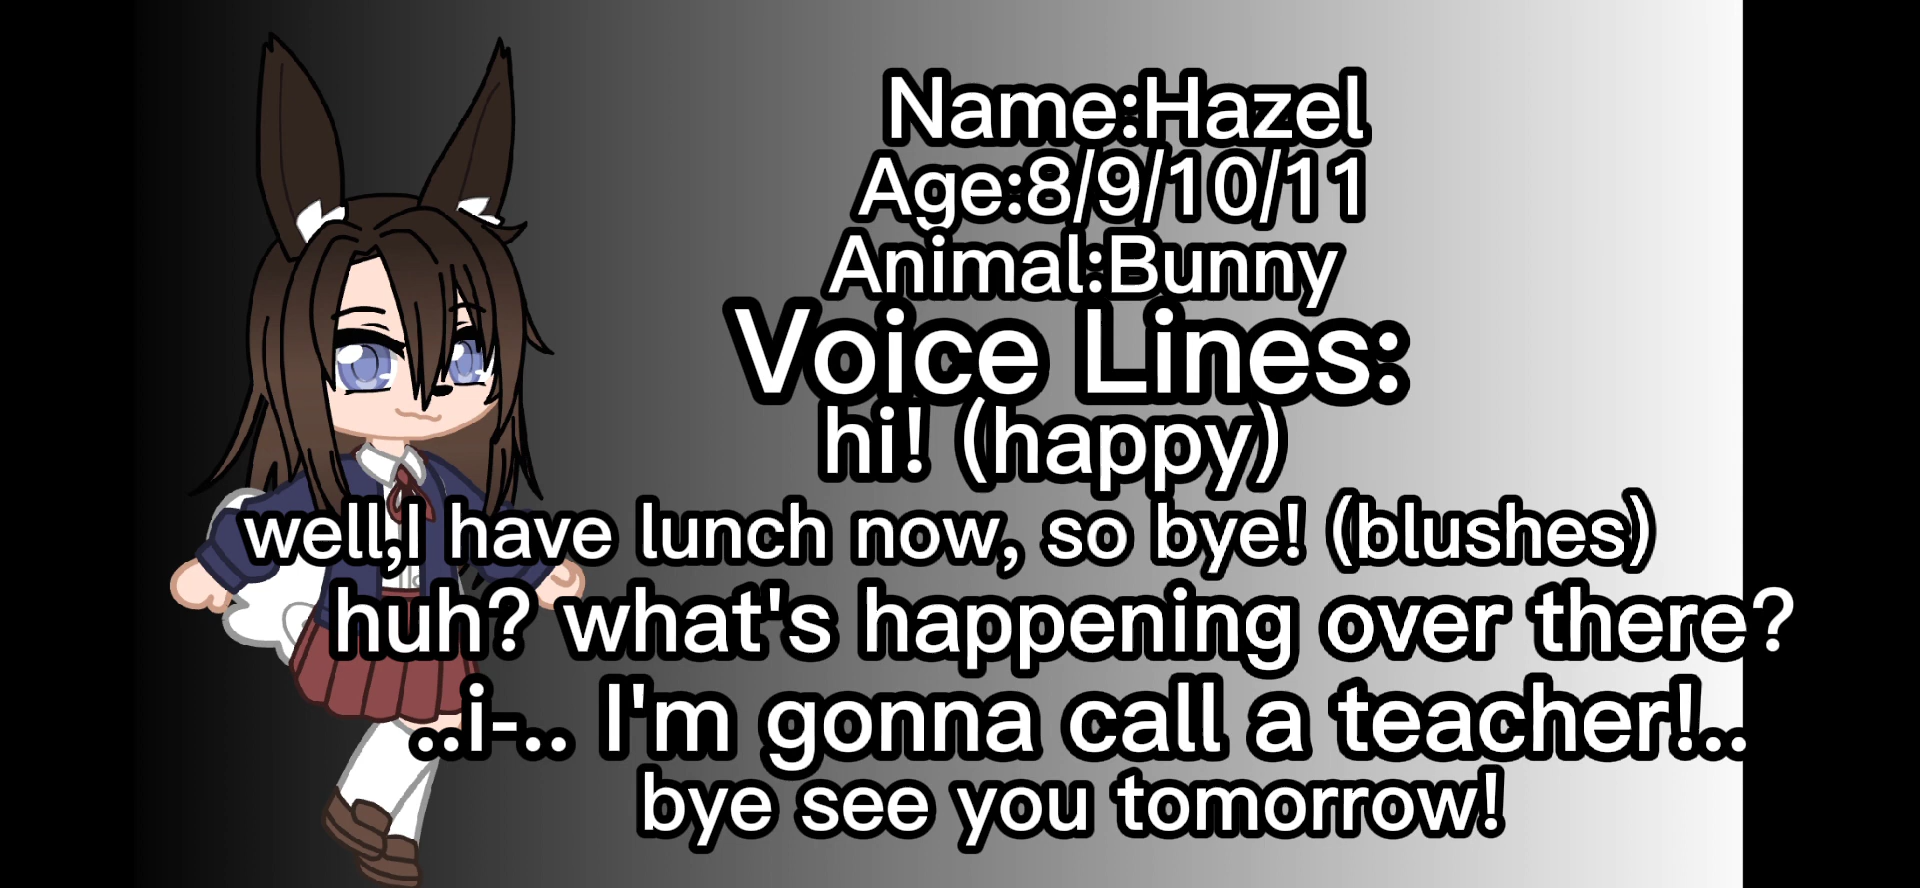 Name:Hazel
Age:8/9/10/11
Animal:Bunny
Voice Lines:
hi! (happy)
well,I have lunch now, so bye! (blushes)
huh? what's happening over there?
..i-.. I'm gonna call a teacher!..
bye see you tomorrow!